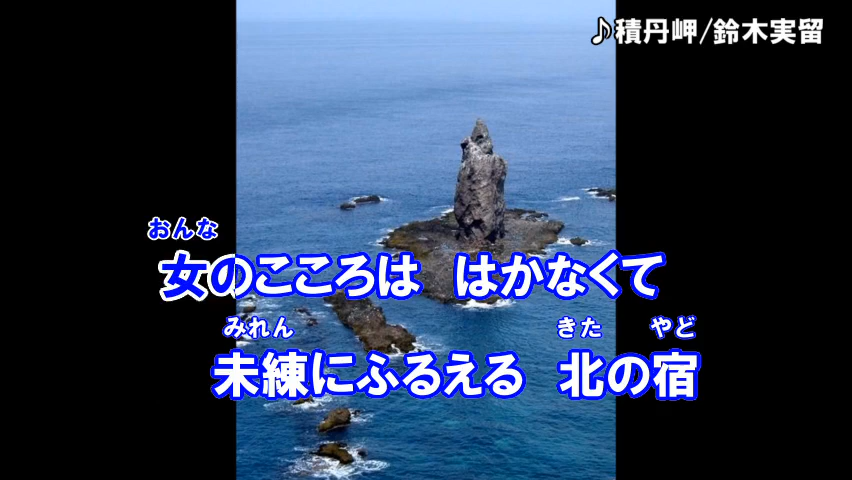 ♪積丹岬/鈴木実留
おんな
女のこころは　はかなくて
みれん　きた　やど
未練にふるえる　北の宿